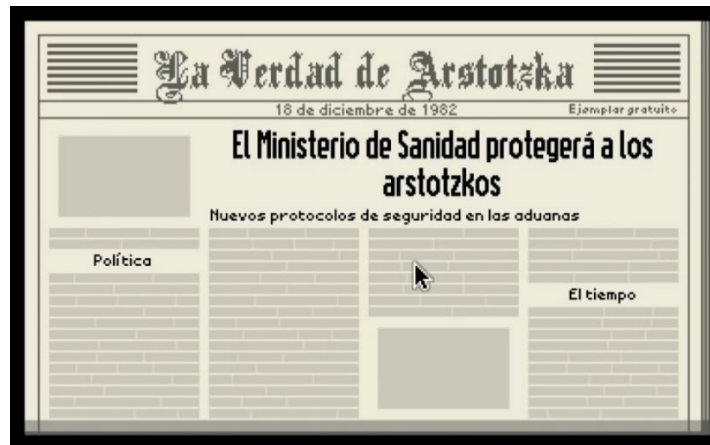 La Verdad de Arstotzka
18 de diciembre de 1982
Ejemplar gratuito
El Ministerio de Sanidad protegerá a los
arstotzkos
Nuevos protocolos de seguridad en las aduanas
Política
El tiempo